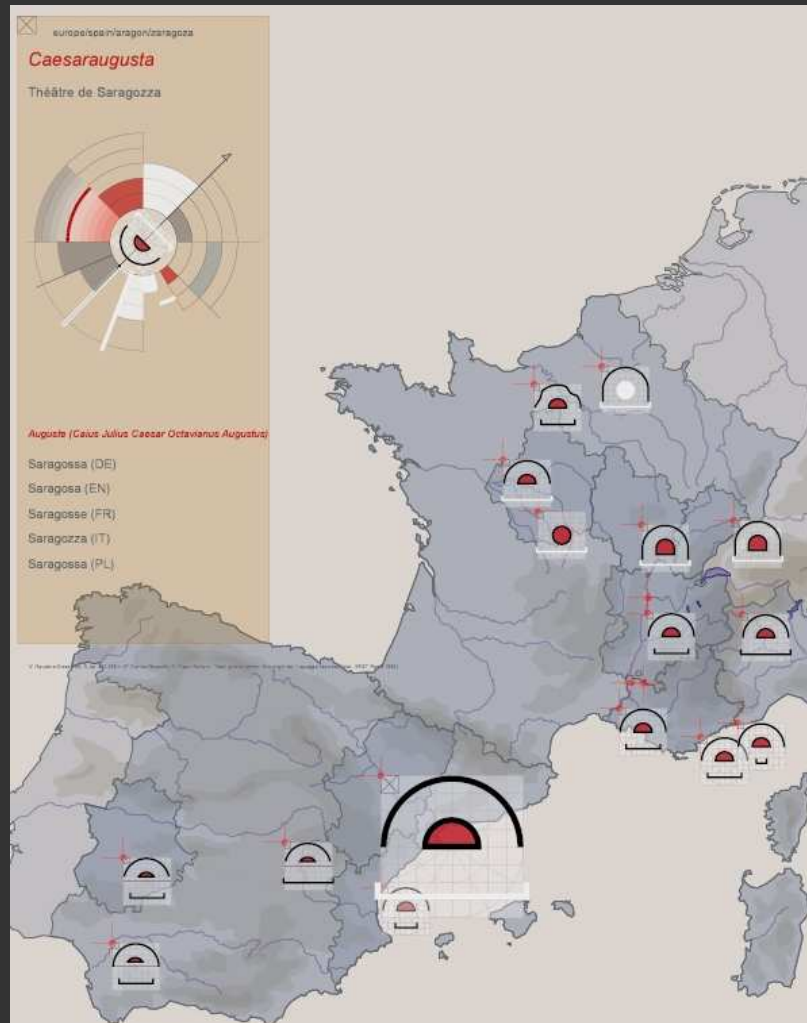 europe/spain/aragon/zaragoza
Caesaraugusta
Théâtre de Saragozza
Auguste (Caius Julius Caesar Octavianus Augustus)
Saragossa (DE)
Saragosa (EN)
Saragosse (FR)
Saragozza (IT)
Saragossa (PL)